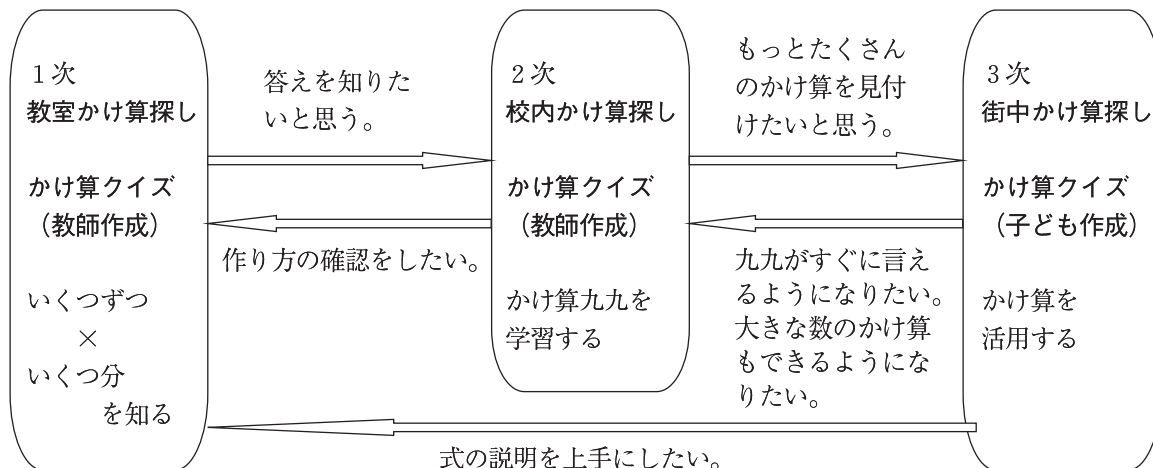 1次
教室かけ算探し
かけ算クイズ
(教師作成)
いくつずつ
×
いくつ分
を知る
答えを知りた
いと思う。
作り方の確認をしたい。
2次
校内かけ算探し
かけ算クイズ
(教師作成)
かけ算九九を
学習する
もっとたくさん
のかけ算を見付
けたいと思う。
九九がすぐに言え
るようになりたい。
大きな数のかけ算
もできるようにな
りたい。
3次
街中かけ算探し
かけ算クイズ
(子ども作成)
かけ算を
活用する
式の説明を上手にしたい。